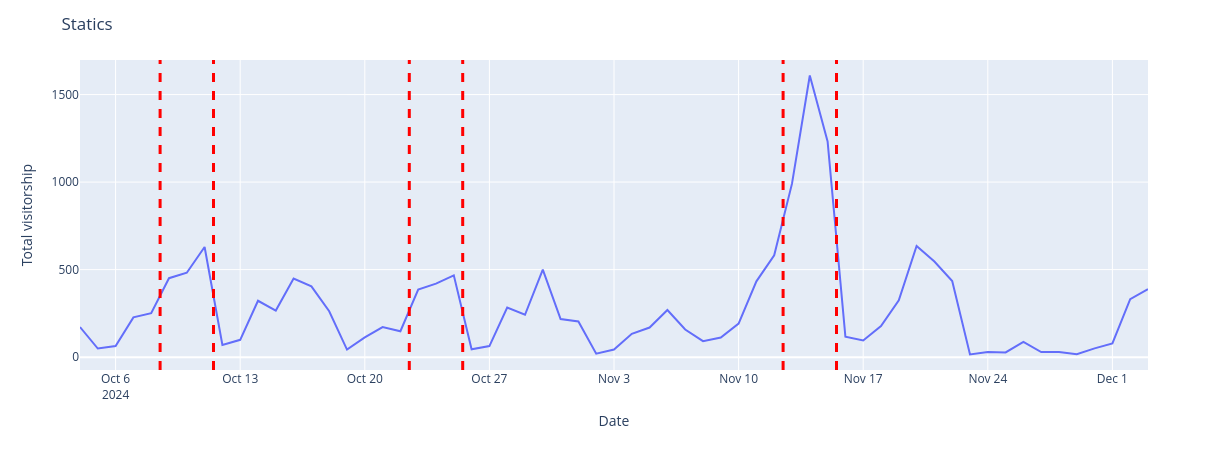 Statics
Total visitorship
1500
1000
500
0
Oct 6
2024
Oct 13
Oct 20
Oct 27
Nov 3
Nov 10
Nov 17
Nov 24
Dec 1
Date